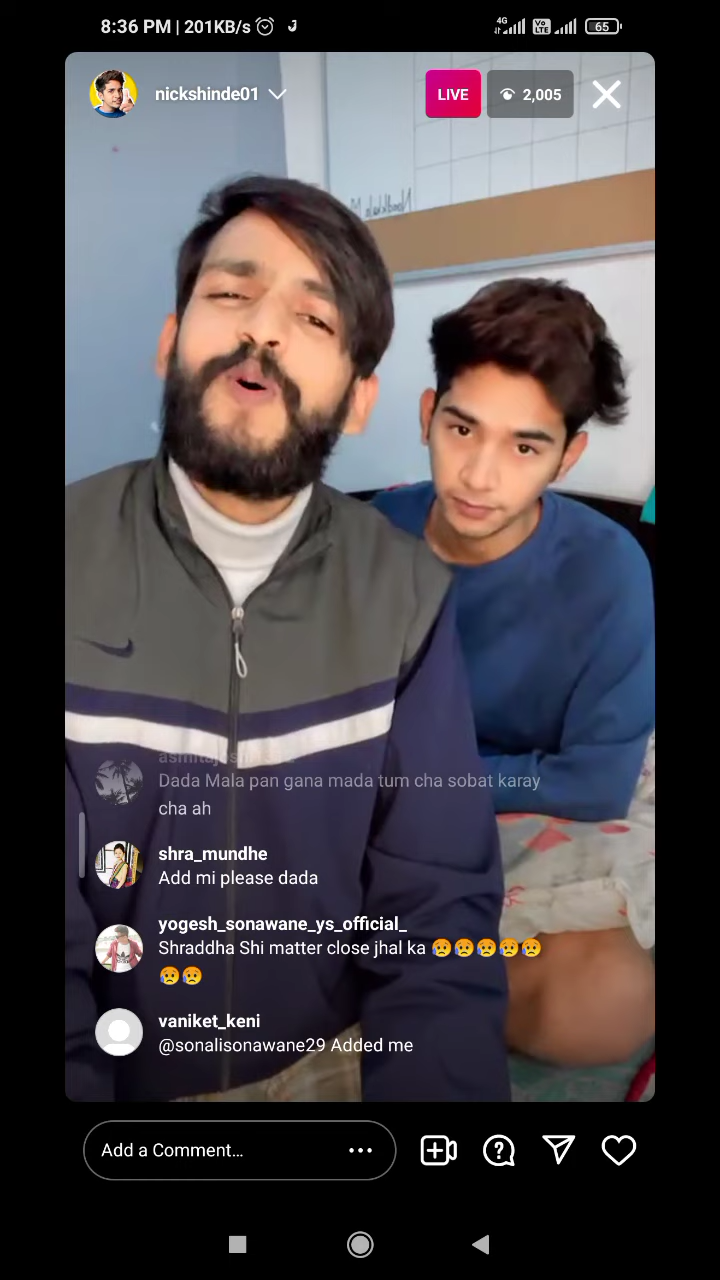 8:36 PM | 201KB/s
4G
Vo
LTE
65
nickshinde01
LIVE
2,005
Dada Mala pan gana mada tum cha sobat karay
cha ah
shra_mundhe
Add mi please dada
yogesh_sonawane_ys_official_
Shraddha Shi matter close jhal ka 😥😥😥😥😥
😥😥
vaniket_keni
@sonalisonawane29 Added me
Add a Comment...